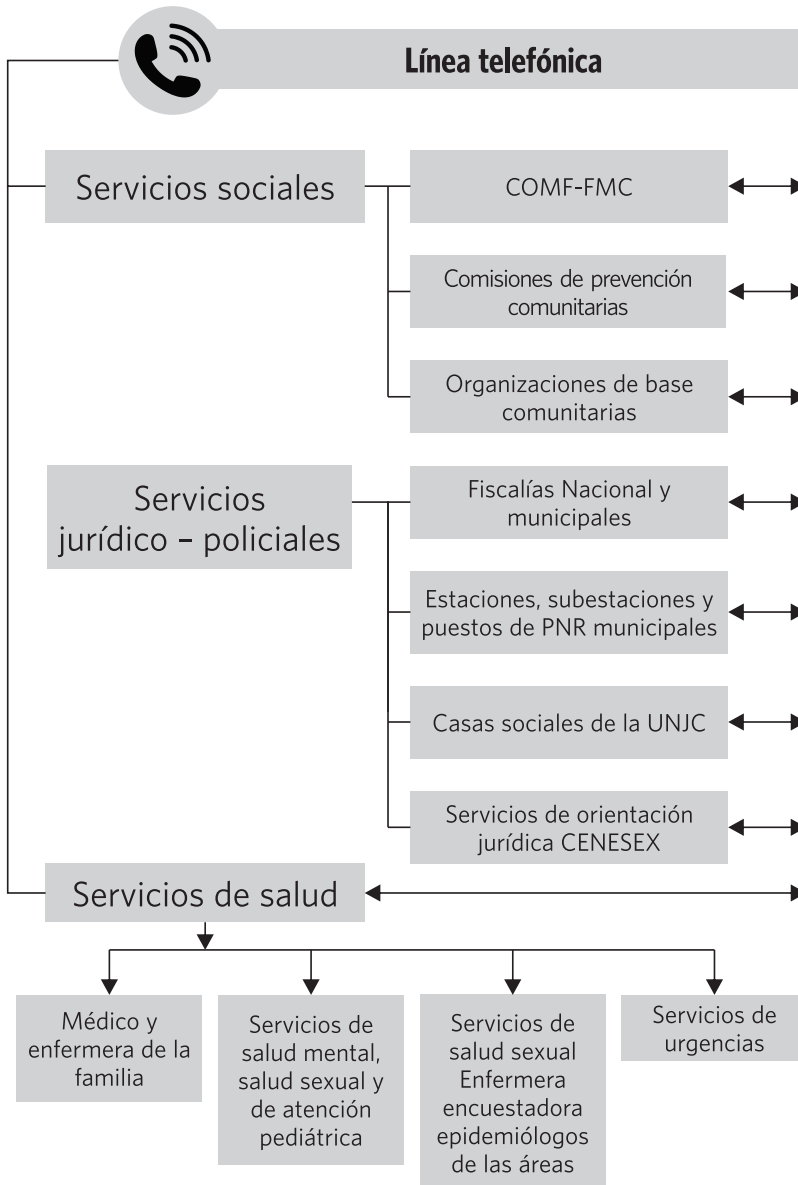 Línea telefónica
Servicios sociales
COMF-FMC
Comisiones de prevención
comunitarias
Organizaciones de base
comunitarias
Servicios
jurídico – policiales
Fiscalías Nacional y
municipales
Estaciones, subestaciones y
puestos de PNR municipales
Casas sociales de la UNJC
Servicios de orientación
jurídica CENESEX
Servicios de salud
Médico y
enfermera de la
familia
Servicios de
salud mental,
salud sexual y
de atención
pediátrica
Servicios de
salud sexual
Enfermera
encuestadora
epidemiólogos
de las áreas
Servicios de
urgencias